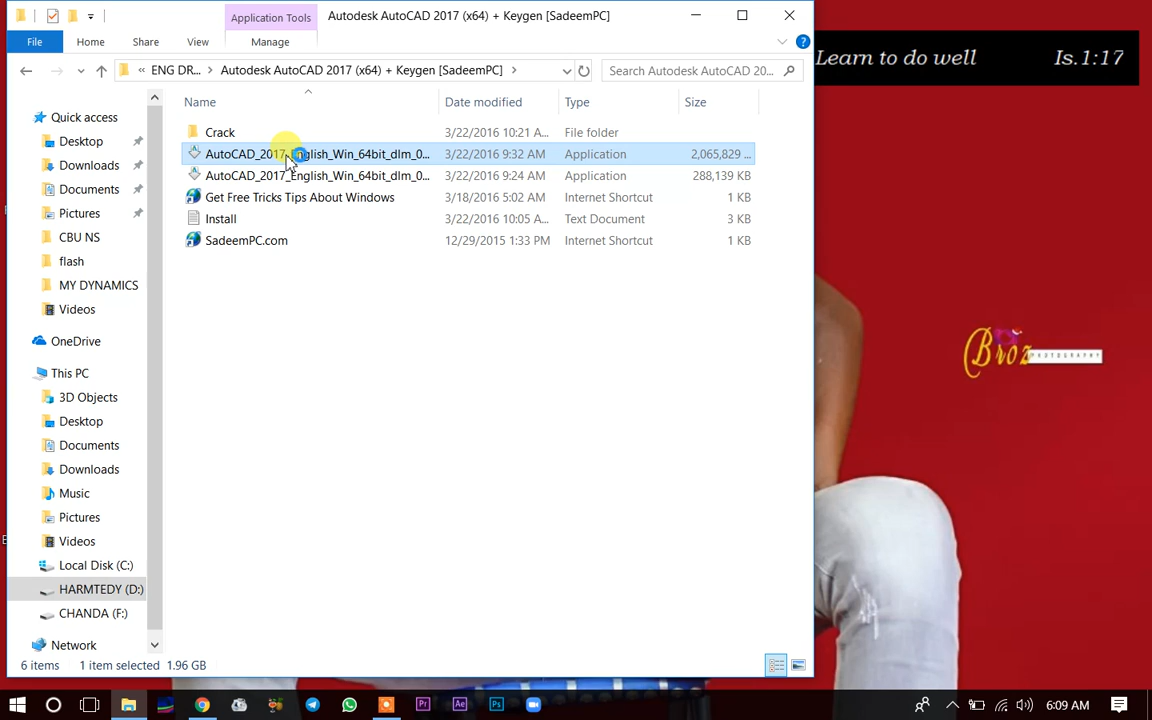 Application Tools
Autodesk AutoCAD 2017 (x64) + Keygen [SadeemPC]
File Home Share View Manage
« ENG DR... > Autodesk AutoCAD 2017 (x64) + Keygen [SadeemPC] >
Search Autodesk AutoCAD 20...
Name Date modified Type Size
Crack 3/22/2016 10:21 A... File folder
AutoCAD_2017_English_Win_64bit_dlm_0... 3/22/2016 9:32 AM Application 2,065,829 ...
AutoCAD_2017_English_Win_64bit_dlm_0... 3/22/2016 9:24 AM Application 288,139 KB
Get Free Tricks Tips About Windows 3/18/2016 5:02 AM Internet Shortcut 1 KB
Install 3/22/2016 10:05 A... Text Document 3 KB
SadeemPC.com 12/29/2015 1:33 PM Internet Shortcut 1 KB
Quick access
Desktop
Downloads
Documents
Pictures
CBU NS
flash
MY DYNAMICS
Videos
OneDrive
This PC
3D Objects
Desktop
Documents
Downloads
Music
Pictures
Videos
Local Disk (C:)
HARMTEDY (D:)
CHANDA (F:)
Network
6 items 1 item selected 1.96 GB
Learn to do well Is.1:17
Broz
PHOTOGRAPHY
Pr Ae Ps
6:09 AM